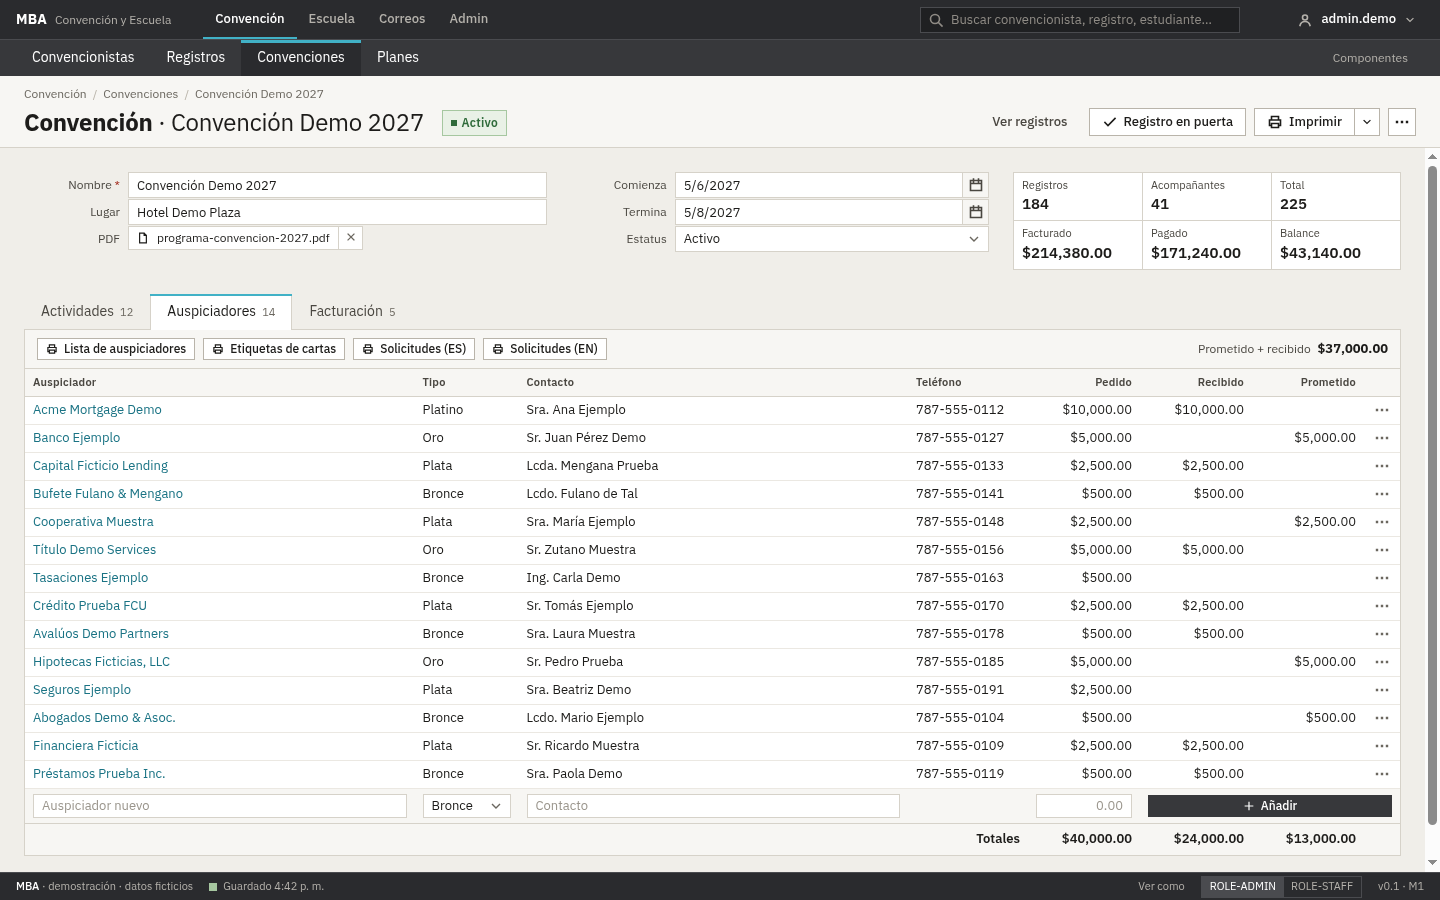 MBA Convención y Escuela Convención Escuela Correos Admin Buscar convencionista, registro, estudiante... admin.demo
Convencionistas Registros Convenciones Planes Componentes
Convención / Convenciones / Convención Demo 2027
Convención · Convención Demo 2027 Activo Ver registros Registro en puerta Imprimir
Nombre * Convención Demo 2027 Comienza 5/6/2027 Registros Acompañantes Total
184 41 225
Lugar Hotel Demo Plaza Termina 5/8/2027
PDF programa-convencion-2027.pdf Estatus Activo Facturado Pagado Balance
$214,380.00 $171,240.00 $43,140.00
Actividades 12 Auspiciadores 14 Facturación 5
Lista de auspiciadores Etiquetas de cartas Solicitudes (ES) Solicitudes (EN) Prometido + recibido $37,000.00
Auspiciador Tipo Contacto Teléfono Pedido Recibido Prometido
Acme Mortgage Demo Platino Sra. Ana Ejemplo 787-555-0112 $10,000.00 $10,000.00
Banco Ejemplo Oro Sr. Juan Pérez Demo 787-555-0127 $5,000.00 $5,000.00
Capital Ficticio Lending Plata Lcda. Mengana Prueba 787-555-0133 $2,500.00 $2,500.00
Bufete Fulano & Mengano Bronce Lcdo. Fulano de Tal 787-555-0141 $500.00 $500.00
Cooperativa Muestra Plata Sra. María Ejemplo 787-555-0148 $2,500.00 $2,500.00
Título Demo Services Oro Sr. Zutano Muestra 787-555-0156 $5,000.00 $5,000.00
Tasaciones Ejemplo Bronce Ing. Carla Demo 787-555-0163 $500.00
Crédito Prueba FCU Plata Sr. Tomás Ejemplo 787-555-0170 $2,500.00 $2,500.00
Avalúos Demo Partners Bronce Sra. Laura Muestra 787-555-0178 $500.00 $500.00
Hipotecas Ficticias, LLC Oro Sr. Pedro Prueba 787-555-0185 $5,000.00 $5,000.00
Seguros Ejemplo Plata Sra. Beatriz Demo 787-555-0191 $2,500.00
Abogados Demo & Asoc. Bronce Lcdo. Mario Ejemplo 787-555-0104 $500.00 $500.00
Financiera Ficticia Plata Sr. Ricardo Muestra 787-555-0109 $2,500.00 $2,500.00
Préstamos Prueba Inc. Bronce Sra. Paola Demo 787-555-0119 $500.00 $500.00
Auspiciador nuevo Bronce Contacto 0.00 + Añadir
Totales $40,000.00 $24,000.00 $13,000.00
MBA · demostración · datos ficticios Guardado 4:42 p. m. Ver como ROLE-ADMIN ROLE-STAFF v0.1 · M1